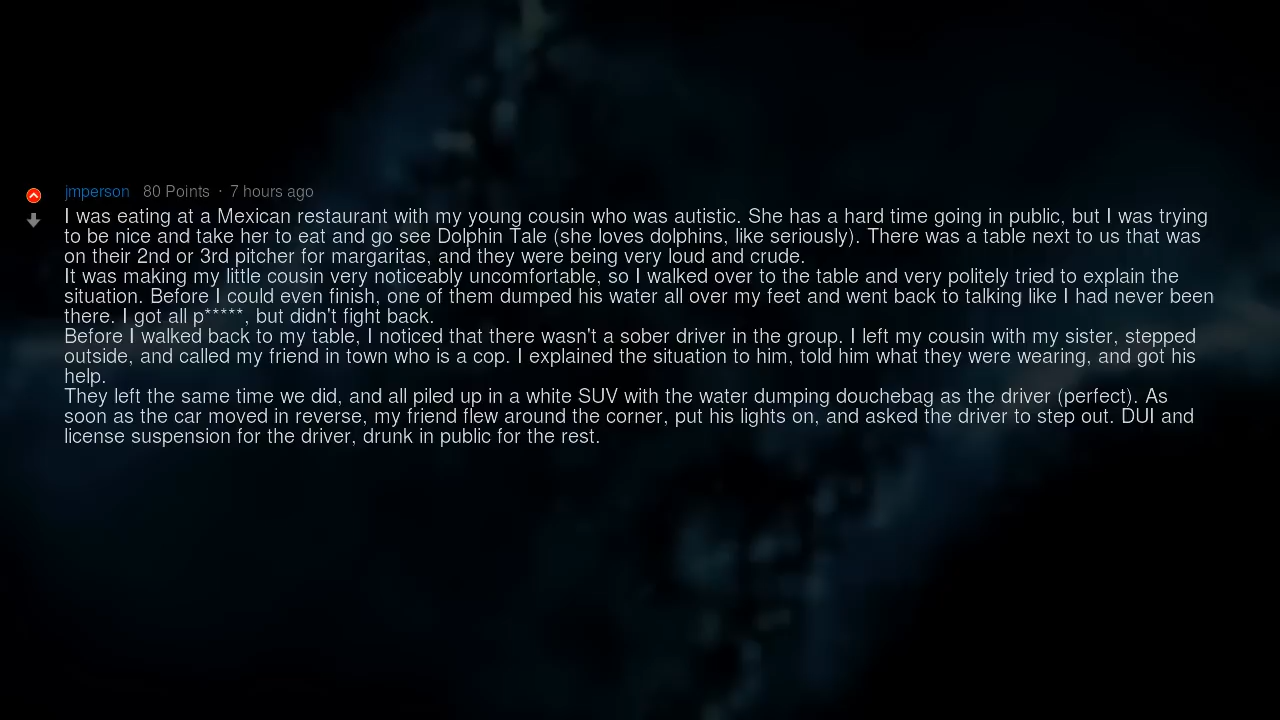 jmperson 80 Points · 7 hours ago
I was eating at a Mexican restaurant with my young cousin who was autistic. She has a hard time going in public, but I was trying
to be nice and take her to eat and go see Dolphin Tale (she loves dolphins, like seriously). There was a table next to us that was
on their 2nd or 3rd pitcher for margaritas, and they were being very loud and crude.
It was making my little cousin very noticeably uncomfortable, so I walked over to the table and very politely tried to explain the
situation. Before I could even finish, one of them dumped his water all over my feet and went back to talking like I had never been
there. I got all p*****, but didn't fight back.
Before I walked back to my table, I noticed that there wasn't a sober driver in the group. I left my cousin with my sister, stepped
outside, and called my friend in town who is a cop. I explained the situation to him, told him what they were wearing, and got his
help.
They left the same time we did, and all piled up in a white SUV with the water dumping douchebag as the driver (perfect). As
soon as the car moved in reverse, my friend flew around the corner, put his lights on, and asked the driver to step out. DUI and
license suspension for the driver, drunk in public for the rest.